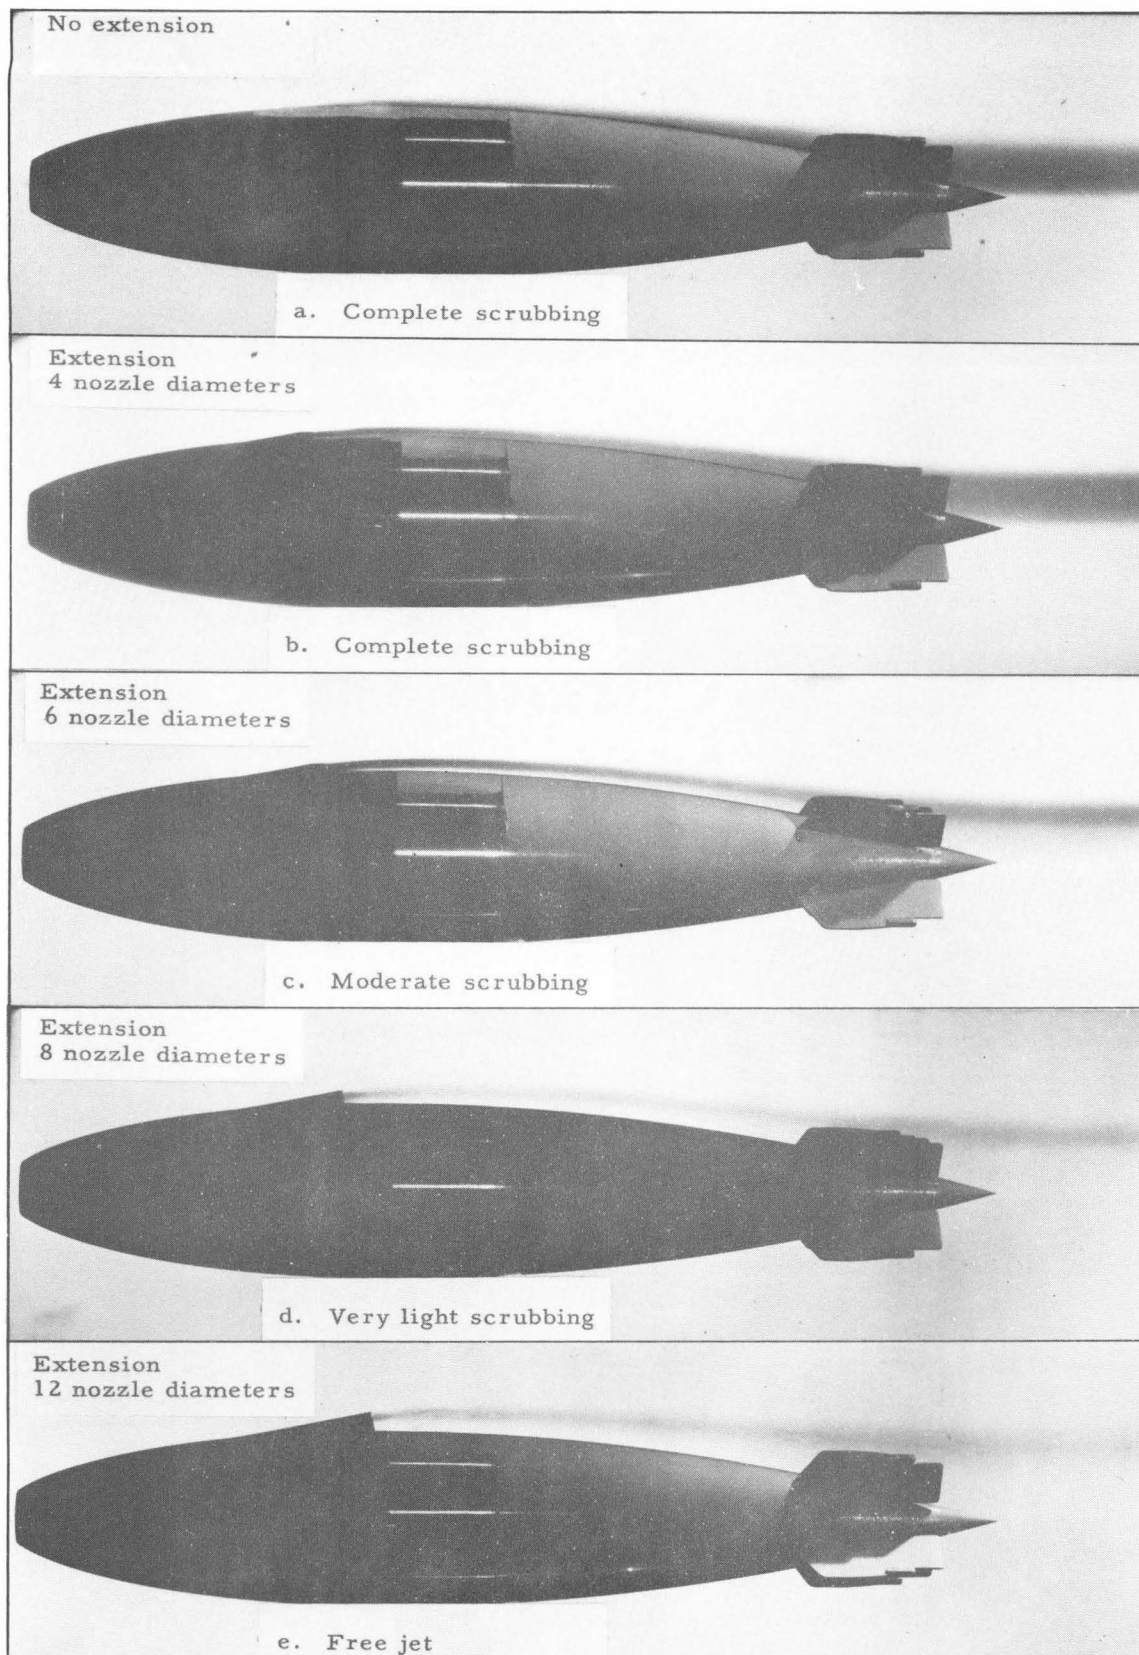 No extension
a. Complete scrubbing
Extension
4 nozzle diameters
b. Complete scrubbing
Extension
6 nozzle diameters
c. Moderate scrubbing
Extension
8 nozzle diameters
d. Very light scrubbing
Extension
12 nozzle diameters
e. Free jet